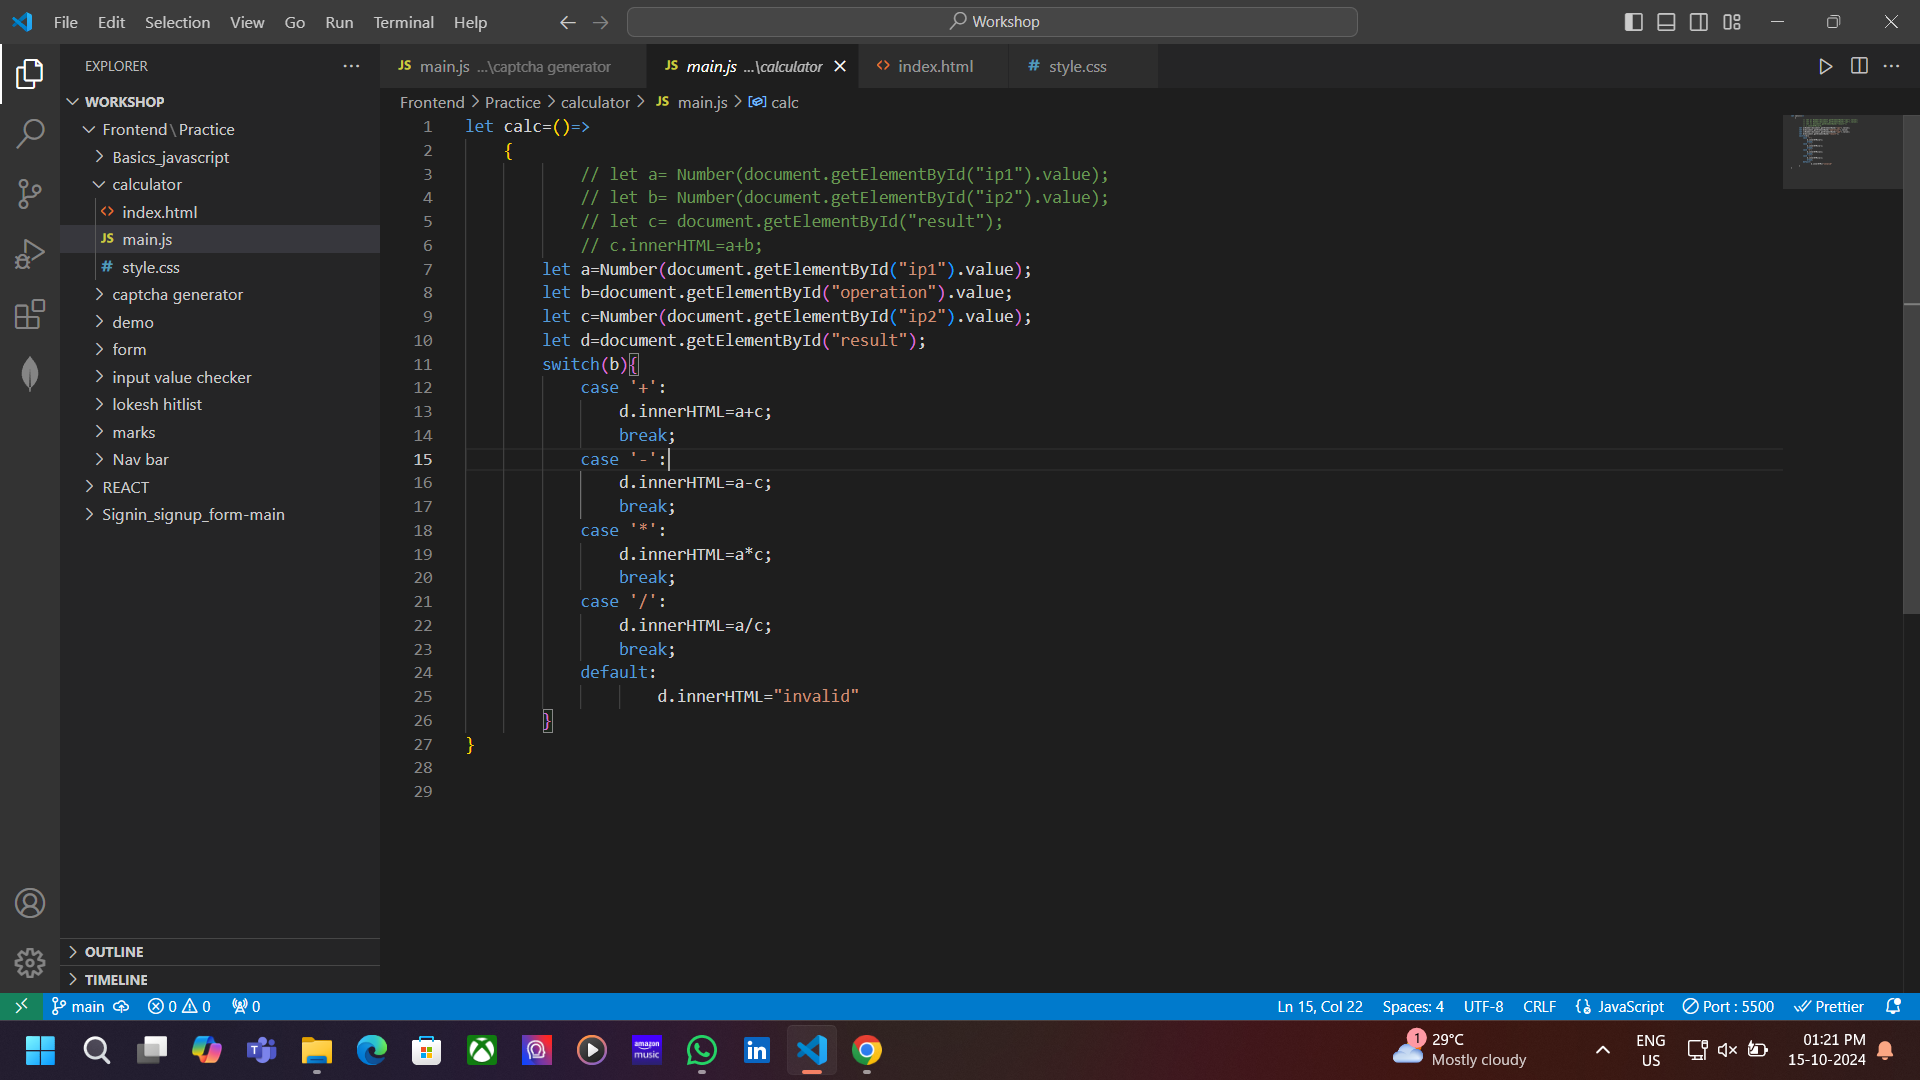 File Edit Selection View Go Run Terminal Help
Workshop
EXPLORER
WORKSHOP
Frontend\Practice
Basics_javascript
calculator
index.html
JS main.js
# style.css
captcha generator
demo
form
input value checker
lokesh hitlist
marks
Nav bar
REACT
Signin_signup_form-main
OUTLINE
TIMELINE
JS main.js ...\captcha generator
JS main.js ...\calculator
index.html
# style.css
Frontend > Practice > calculator > JS main.js > calc
1 let calc=()=>
2 {
3 // let a= Number(document.getElementById("ip1").value);
4 // let b= Number(document.getElementById("ip2").value);
5 // let c= document.getElementById("result");
6 // c.innerHTML=a+b;
7 let a=Number(document.getElementById("ip1").value);
8 let b=document.getElementById("operation").value;
9 let c=Number(document.getElementById("ip2").value);
10 let d=document.getElementById("result");
11 switch(b){
12 case '+':
13 d.innerHTML=a+c;
14 break;
15 case '-':
16 d.innerHTML=a-c;
17 break;
18 case '*':
19 d.innerHTML=a*c;
20 break;
21 case '/':
22 d.innerHTML=a/c;
23 break;
24 default:
25 d.innerHTML="invalid"
26 }
27 }
28
29
main 0 0 0
Ln 15, Col 22 Spaces: 4 UTF-8 CRLF {} JavaScript Port : 5500 Prettier
amazon
music
1
29°C
Mostly cloudy
ENG
US
01:21 PM
15-10-2024